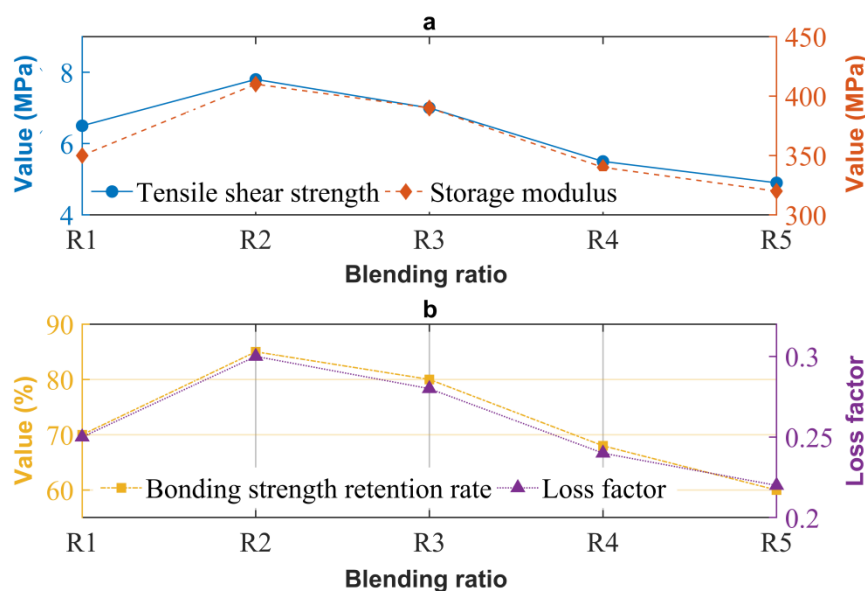 a
Value (MPa)
8
6
4
Tensile shear strength
Storage modulus
450
400
350
300
Value (MPa)
R1 R2 R3 R4 R5
Blending ratio
b
Value (%)
90
80
70
60
Bonding strength retention rate
Loss factor
0.3
0.25
0.2
Loss factor
R1 R2 R3 R4 R5
Blending ratio